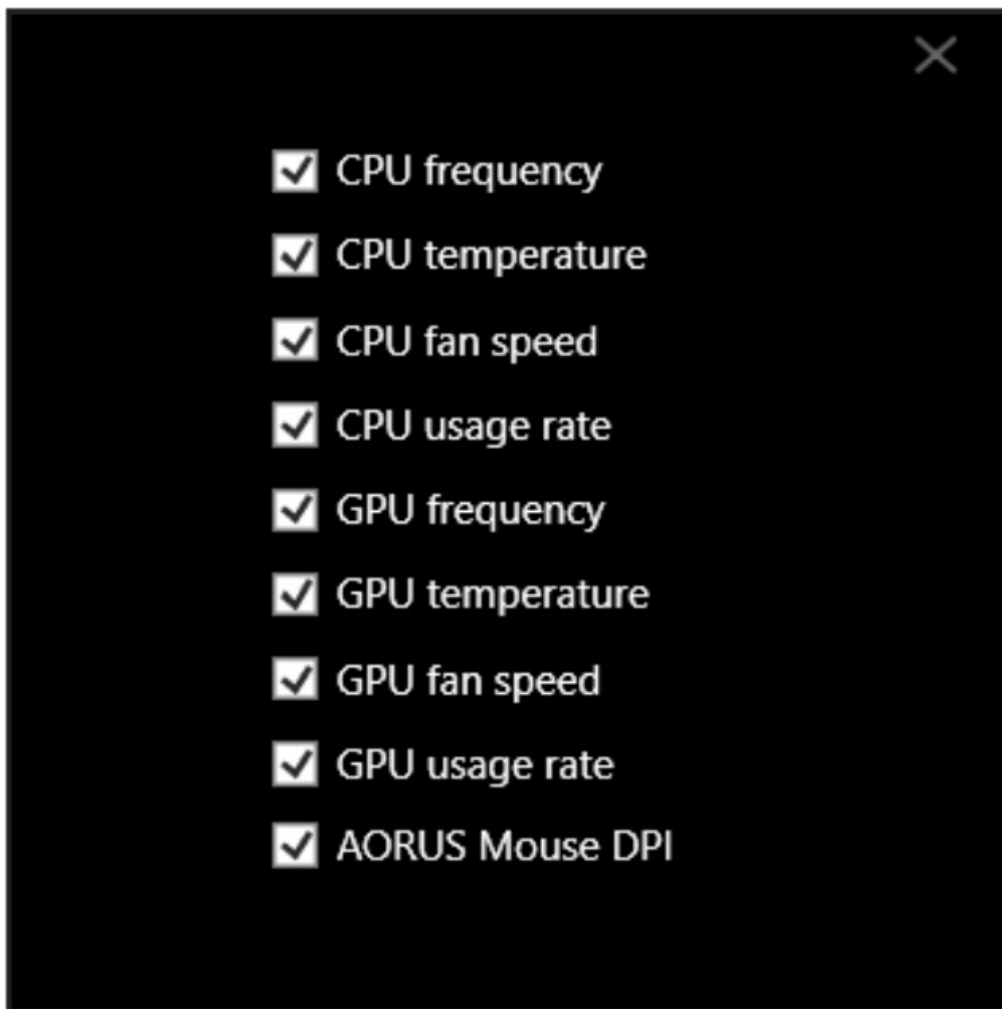 CPU frequency
CPU temperature
CPU fan speed
CPU usage rate
GPU frequency
GPU temperature
GPU fan speed
GPU usage rate
AORUS Mouse DPI